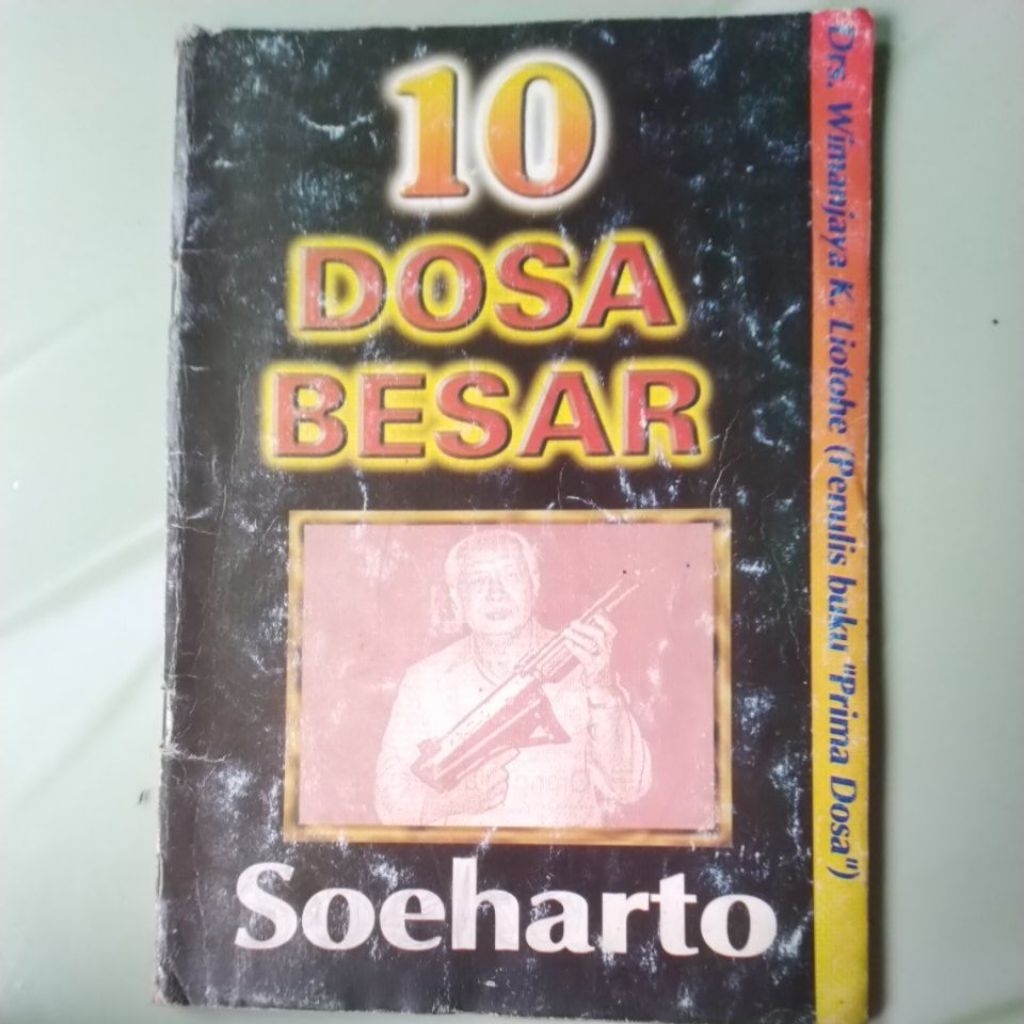 10
DOSA
BESAR
Soeharto
Drs. Wimanjaya K. Liotohe (Penulis buku "Prima Dosa")